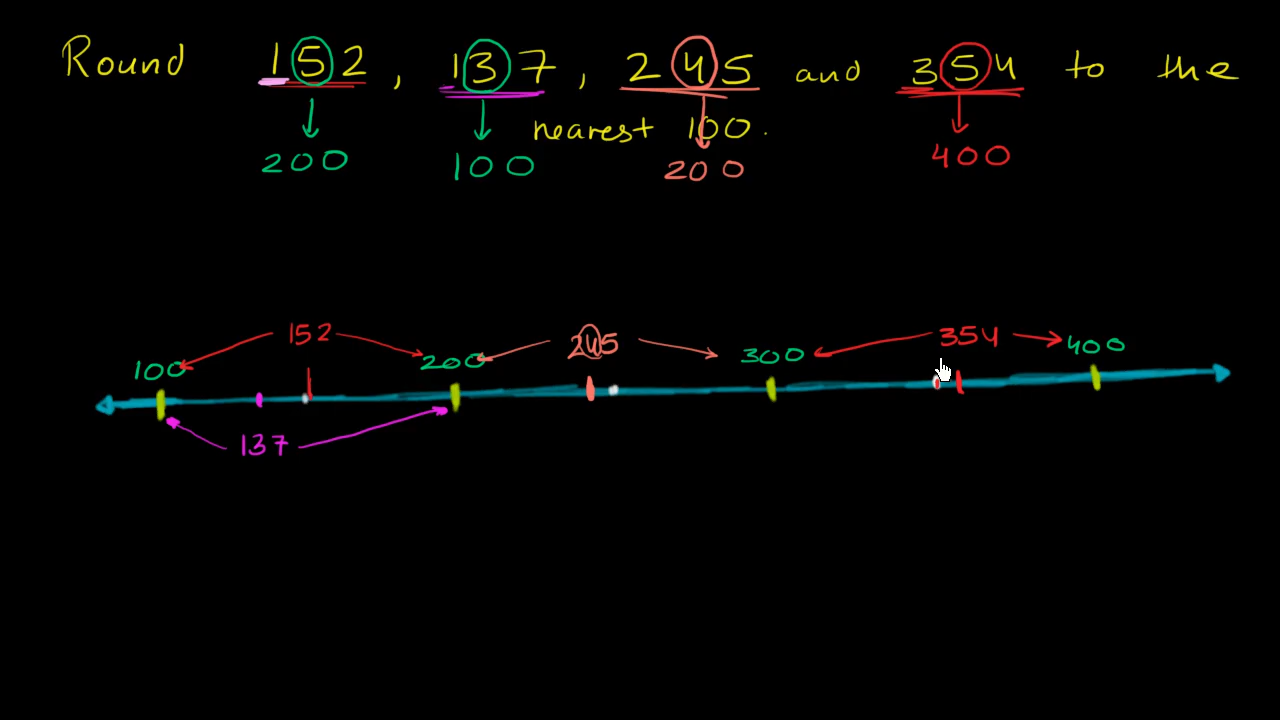 Round 152, 137, 245 and 354 to the
nearest 100.
200 100 200 400
152 245 354
100 200 300 400
137